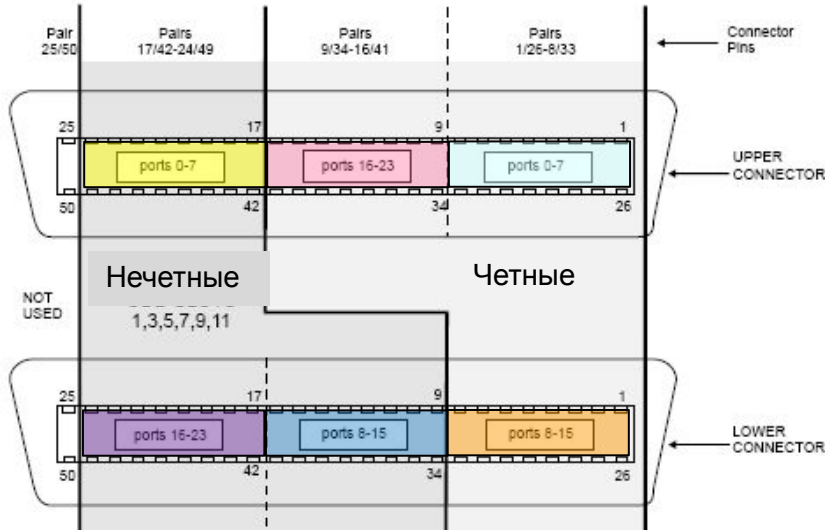 Pair
25/50
Pairs
17/42-24/49
Pairs
9/34-16/41
Pairs
1/26-8/33
Connector
Pins
25
17
9
1
ports 0-7
ports 16-23
ports 0-7
UPPER
CONNECTOR
50
42
34
26
Нечетные
Четные
NOT
USED
1,3,5,7,9,11
25
17
9
1
ports 16-23
ports 8-15
ports 8-15
LOWER
CONNECTOR
50
42
34
26